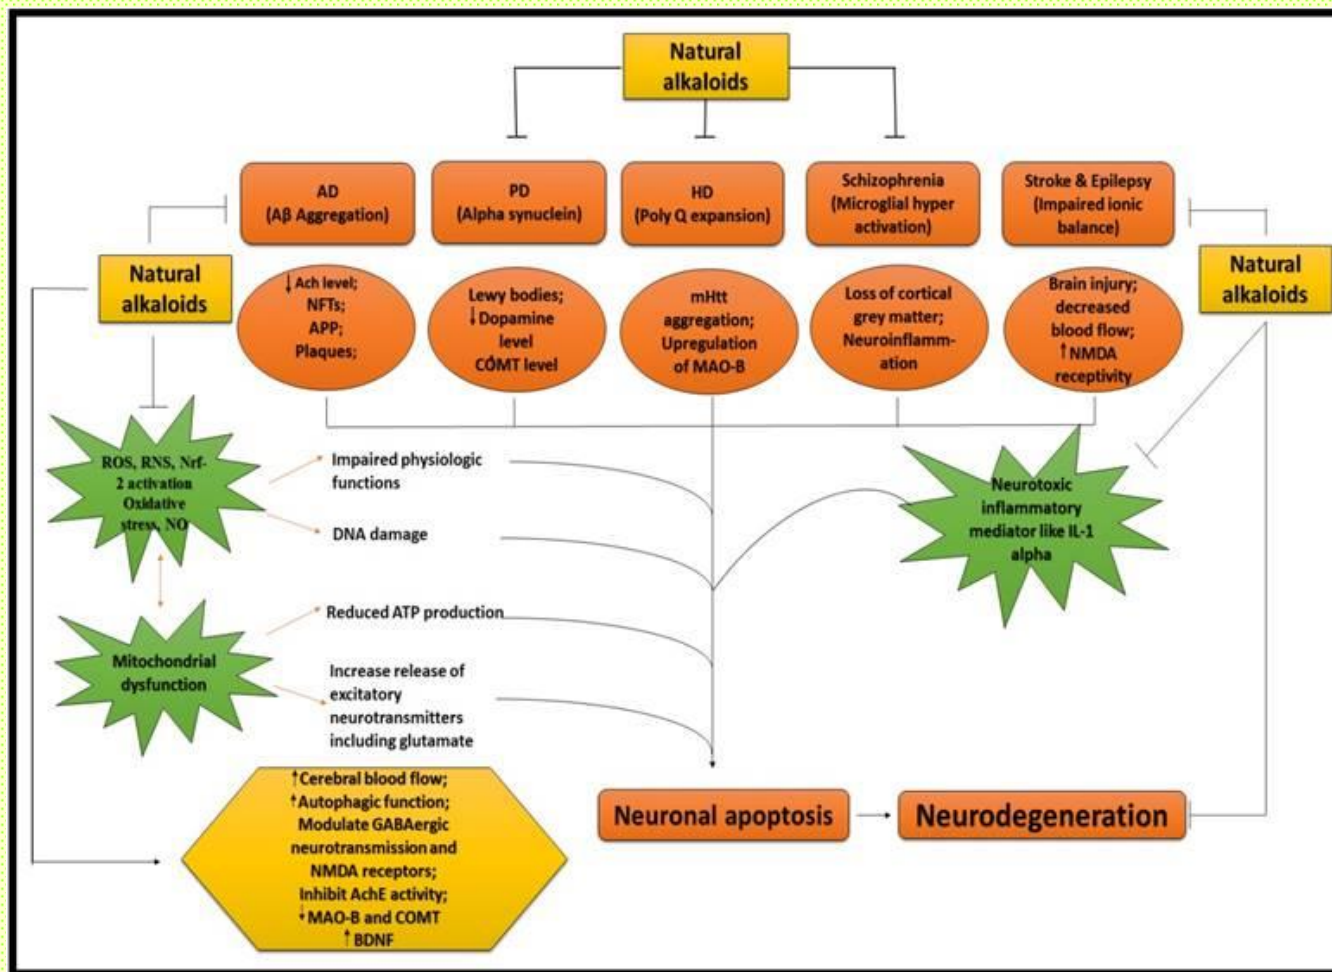 Natural
alkaloids
AD
(Aβ Aggregation)
PD
(Alpha synuclein)
HD
(Poly Q expansion)
Schizophrenia
(Microglial hyper
activation)
Stroke & Epilepsy
(Impaired ionic
balance)
Natural
alkaloids
Natural
alkaloids
↓ Ach level;
NFTs;
APP;
Plaques;
Lewy bodies;
↓ Dopamine
level
COMT level
mHtt
aggregation;
Upregulation
of MAO-B
Loss of cortical
grey matter;
Neuroinflamm-
ation
Brain injury;
decreased
blood flow;
↑ NMDA
receptivity
ROS, RNS, Nrf-
2 activation
Oxidative
stress, NO
Impaired physiologic
functions
DNA damage
Neurotoxic
inflammatory
mediator like IL-1
alpha
Mitochondrial
dysfunction
Reduced ATP production
Increase release of
excitatory
neurotransmitters
including glutamate
↑Cerebral blood flow;
↑Autophagic function;
Modulate GABAergic
neurotransmission and
NMDA receptors;
Inhibit AchE activity;
↓MAO-B and COMT
↑BDNF
Neuronal apoptosis
Neurodegeneration